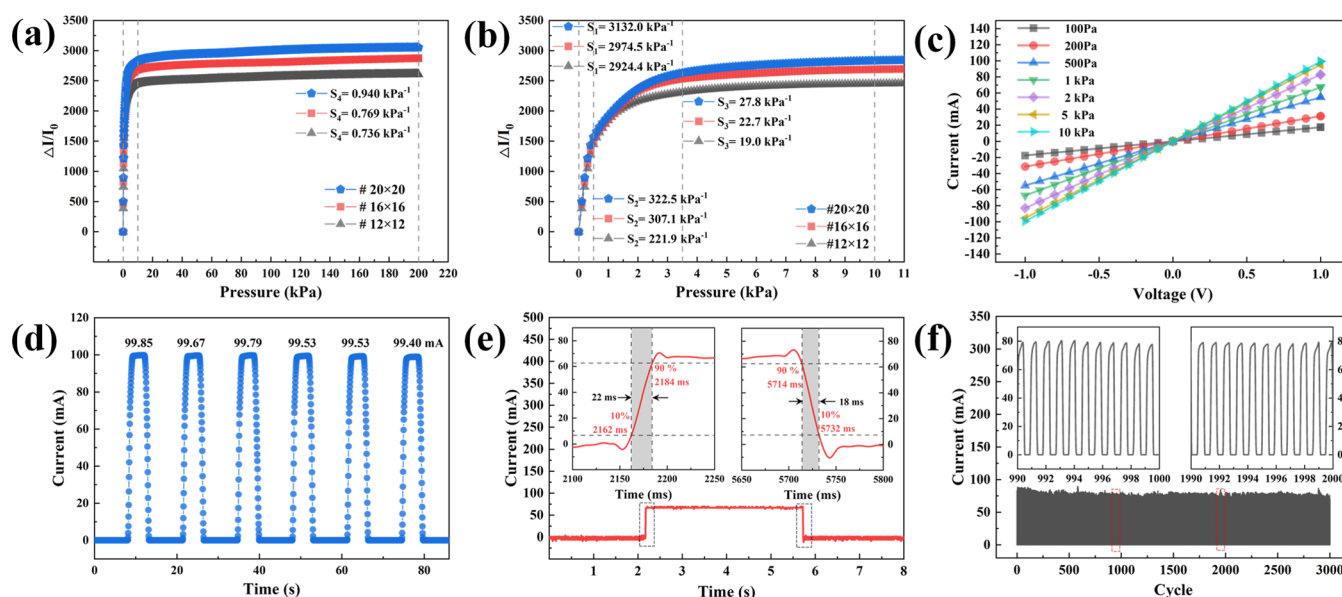 (a)
3500
3000
2500
2000
1500
1000
500
0
ΔI/I0
S4= 0.940 kPa-1
S4= 0.769 kPa-1
S4= 0.736 kPa-1
# 20×20
# 16×16
# 12×12
-20 0 20 40 60 80 100 120 140 160 180 200 220
Pressure (kPa)
(b)
3500
3000
2500
2000
1500
1000
500
0
ΔI/I0
S1= 3132.0 kPa-1
S1= 2974.5 kPa-1
S1= 2924.4 kPa-1
S3= 27.8 kPa-1
S3= 22.7 kPa-1
S3= 19.0 kPa-1
S2= 322.5 kPa-1
S2= 307.1 kPa-1
S2= 221.9 kPa-1
#20×20
#16×16
#12×12
0 1 2 3 4 5 6 7 8 9 10 11
Pressure (kPa)
(c)
140
120
100
80
60
40
20
0
-20
-40
-60
-80
-100
-120
-140
Current (mA)
100Pa
200Pa
500Pa
1 kPa
2 kPa
5 kPa
10 kPa
-1.0 -0.5 0.0 0.5 1.0
Voltage (V)
(d)
120
100
80
60
40
20
0
Current (mA)
99.85 99.67 99.79 99.53 99.53 99.40 mA
0 20 40 60 80
Time (s)
(e)
500
450
400
350
300
250
200
150
100
50
0
-50
Current (mA)
90 %
2184 ms
22 ms
10%
2162 ms
2100 2150 2200 2250
Time (ms)
80
60
40
20
0
90 %
5714 ms
18 ms
10%
5732 ms
5650 5700 5750 5800
Time (ms)
1 2 3 4 5 6 7 8
Time (s)
(f)
350
300
250
200
150
100
50
0
Current (mA)
80
60
40
20
0
990 992 994 996 998 1000
1990 1992 1994 1996 1998 2000
0 500 1000 1500 2000 2500 3000
Cycle